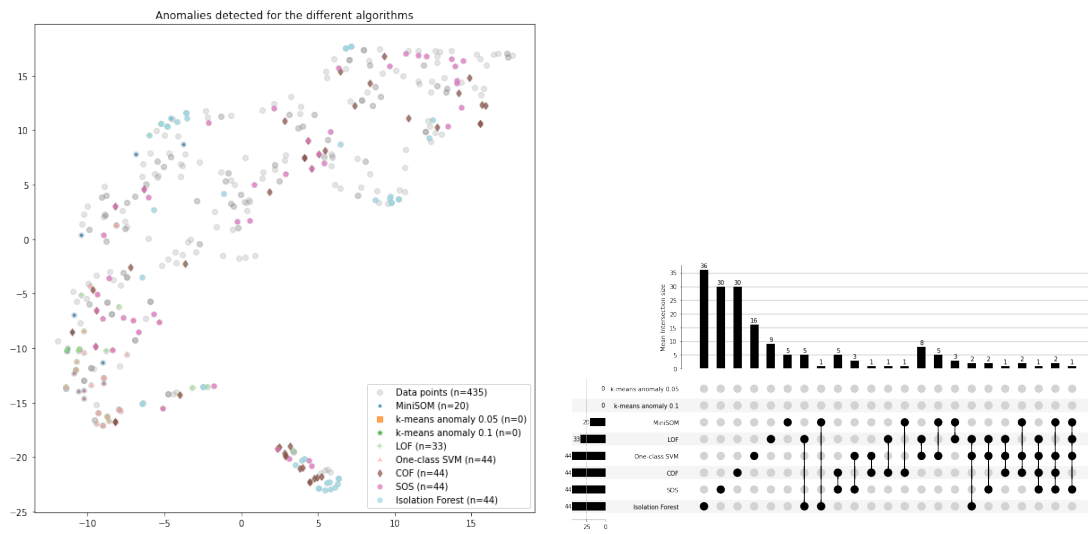 Anomalies detected for the different algorithms
15
10
5
0
−5
−10
−15
−20
−25
−10
−5
0
5
10
15
Data points (n=435)
MiniSOM (n=20)
k-means anomaly 0.05 (n=0)
k-means anomaly 0.1 (n=0)
LOF (n=33)
One-class SVM (n=44)
COF (n=44)
SOS (n=44)
Isolation Forest (n=44)
Mean Intersection size
35
30
25
20
15
10
5
0
36
30
30
16
9
5
5
1
5
3
1
1
1
8
5
3
2
2
1
2
1
2
1
0 k-means anomaly 0.05
0 k-means anomaly 0.1
20 MiniSOM
33 LOF
44 One-class SVM
44 COF
44 SOS
44 Isolation Forest
25 0